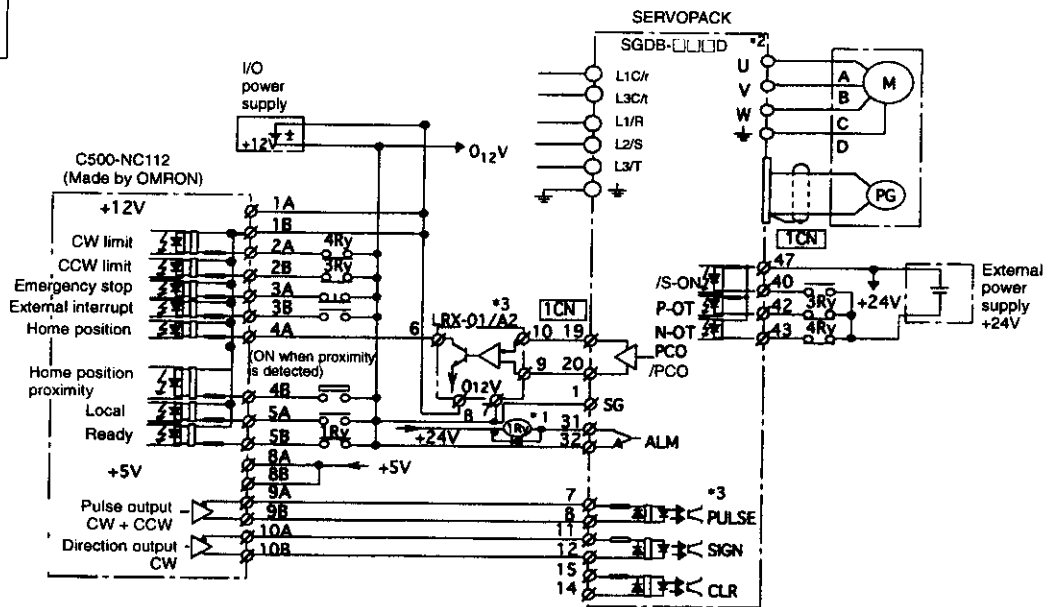 SERVOPACK
SGDB-□□□D
*2
L1C/r
L3C/t
L1/R
L2/S
L3/T
U
V
W
A
B
C
D
M
PG
1CN
I/O
power
supply
±
+12V
0₁₂V
C500-NC112
(Made by OMRON)
+12V
CW limit
CCW limit
Emergency stop
External interrupt
Home position
Home position
proximity
Local
Ready
+5V
Pulse output
CW + CCW
Direction output
CW
1A
1B
2A
2B
3A
3B
4A
4B
5A
5B
8A
8B
9A
9B
10A
10B
4Ry
3Ry
(ON when proximity
is detected)
1Ry
+5V
*3
LRX-01/A2
6
0₁₂V
8
7
+24V
1Ry
*1
1CN
10 19
9 20
1
31
32
PCO
/PCO
SG
ALM
7
8
11
12
15
14
*3
PULSE
SIGN
CLR
/S-ON
P-OT
N-OT
47
40
42
43
3Ry
4Ry
+24V
External
power
supply
+24V